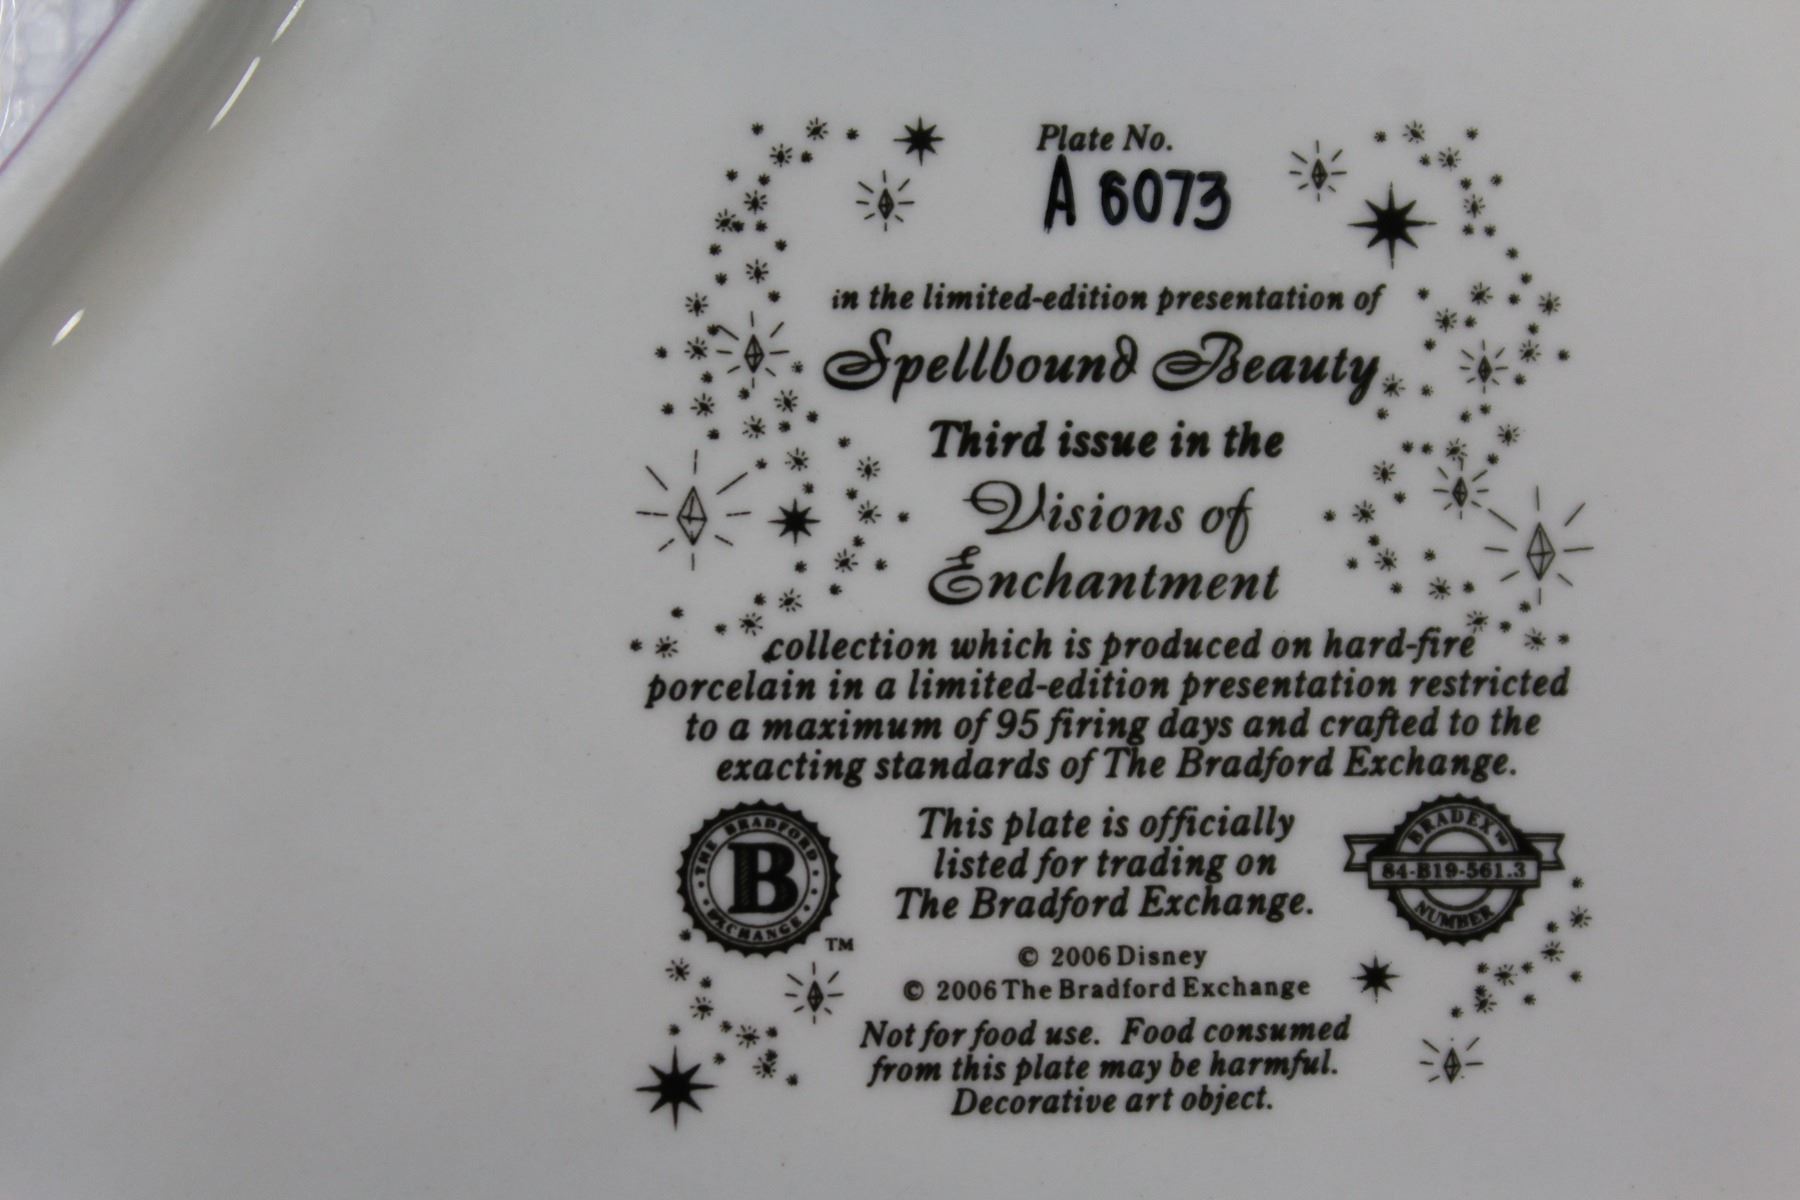 Plate No.
A 6073
in the limited-edition presentation of
Spellbound Beauty
Third issue in the
Visions of
Enchantment
collection which is produced on hard-fire
porcelain in a limited-edition presentation restricted
to a maximum of 95 firing days and crafted to the
exacting standards of The Bradford Exchange.
THE BRADFORD EXCHANGE
B
TM
This plate is officially
listed for trading on
The Bradford Exchange.
BRADEX™
84-B19-561.3
NUMBER
© 2006 Disney
© 2006 The Bradford Exchange
Not for food use. Food consumed
from this plate may be harmful.
Decorative art object.